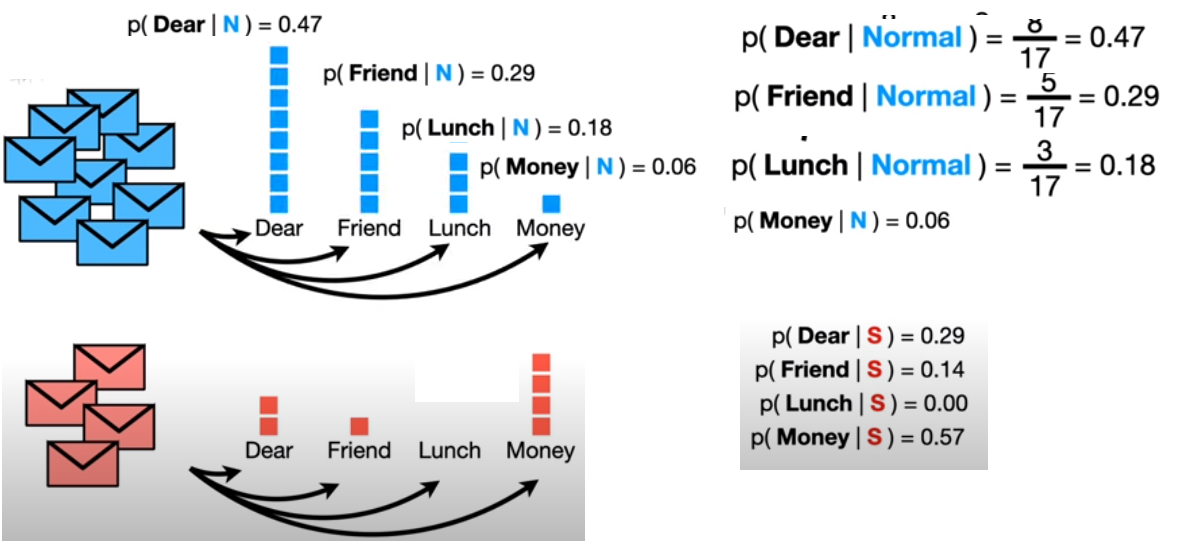 p( Dear | N ) = 0.47
p( Friend | N ) = 0.29
p( Lunch | N ) = 0.18
p( Money | N ) = 0.06
Dear Friend Lunch Money
p( Dear | Normal ) = 8/17 = 0.47
p( Friend | Normal ) = 5/17 = 0.29
p( Lunch | Normal ) = 3/17 = 0.18
p( Money | N ) = 0.06
Dear Friend Lunch Money
p( Dear | S ) = 0.29
p( Friend | S ) = 0.14
p( Lunch | S ) = 0.00
p( Money | S ) = 0.57